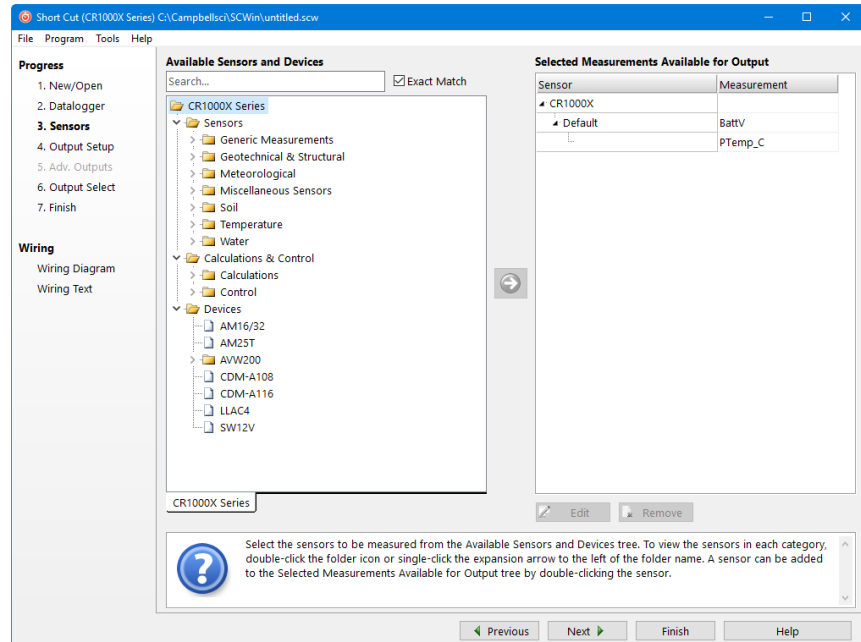 Short Cut (CR1000X Series) C:\Campbellsci\SCWin\untitled.scw
File Program Tools Help
Progress
1. New/Open
2. Datalogger
3. Sensors
4. Output Setup
5. Adv. Outputs
6. Output Select
7. Finish
Wiring
Wiring Diagram
Wiring Text
Available Sensors and Devices
Search...
Exact Match
CR1000X Series
Sensors
Generic Measurements
Geotechnical & Structural
Meteorological
Miscellaneous Sensors
Soil
Temperature
Water
Calculations & Control
Calculations
Control
Devices
AM16/32
AM25T
AVW200
CDM-A108
CDM-A116
LLAC4
SW12V
CR1000X Series
Selected Measurements Available for Output
Sensor Measurement
CR1000X
Default BattV
PTemp_C
Edit Remove
Select the sensors to be measured from the Available Sensors and Devices tree. To view the sensors in each category,
double-click the folder icon or single-click the expansion arrow to the left of the folder name. A sensor can be added
to the Selected Measurements Available for Output tree by double-clicking the sensor.
Previous Next Finish Help